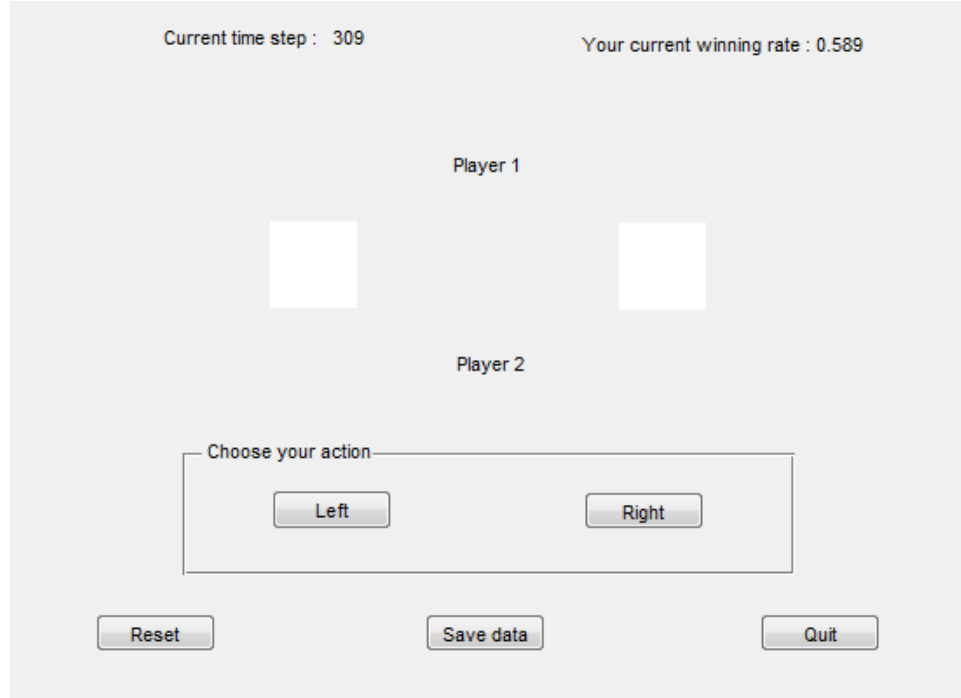 Current time step : 309
Your current winning rate : 0.589
Player 1
Player 2
Choose your action
Left
Right
Reset
Save data
Quit